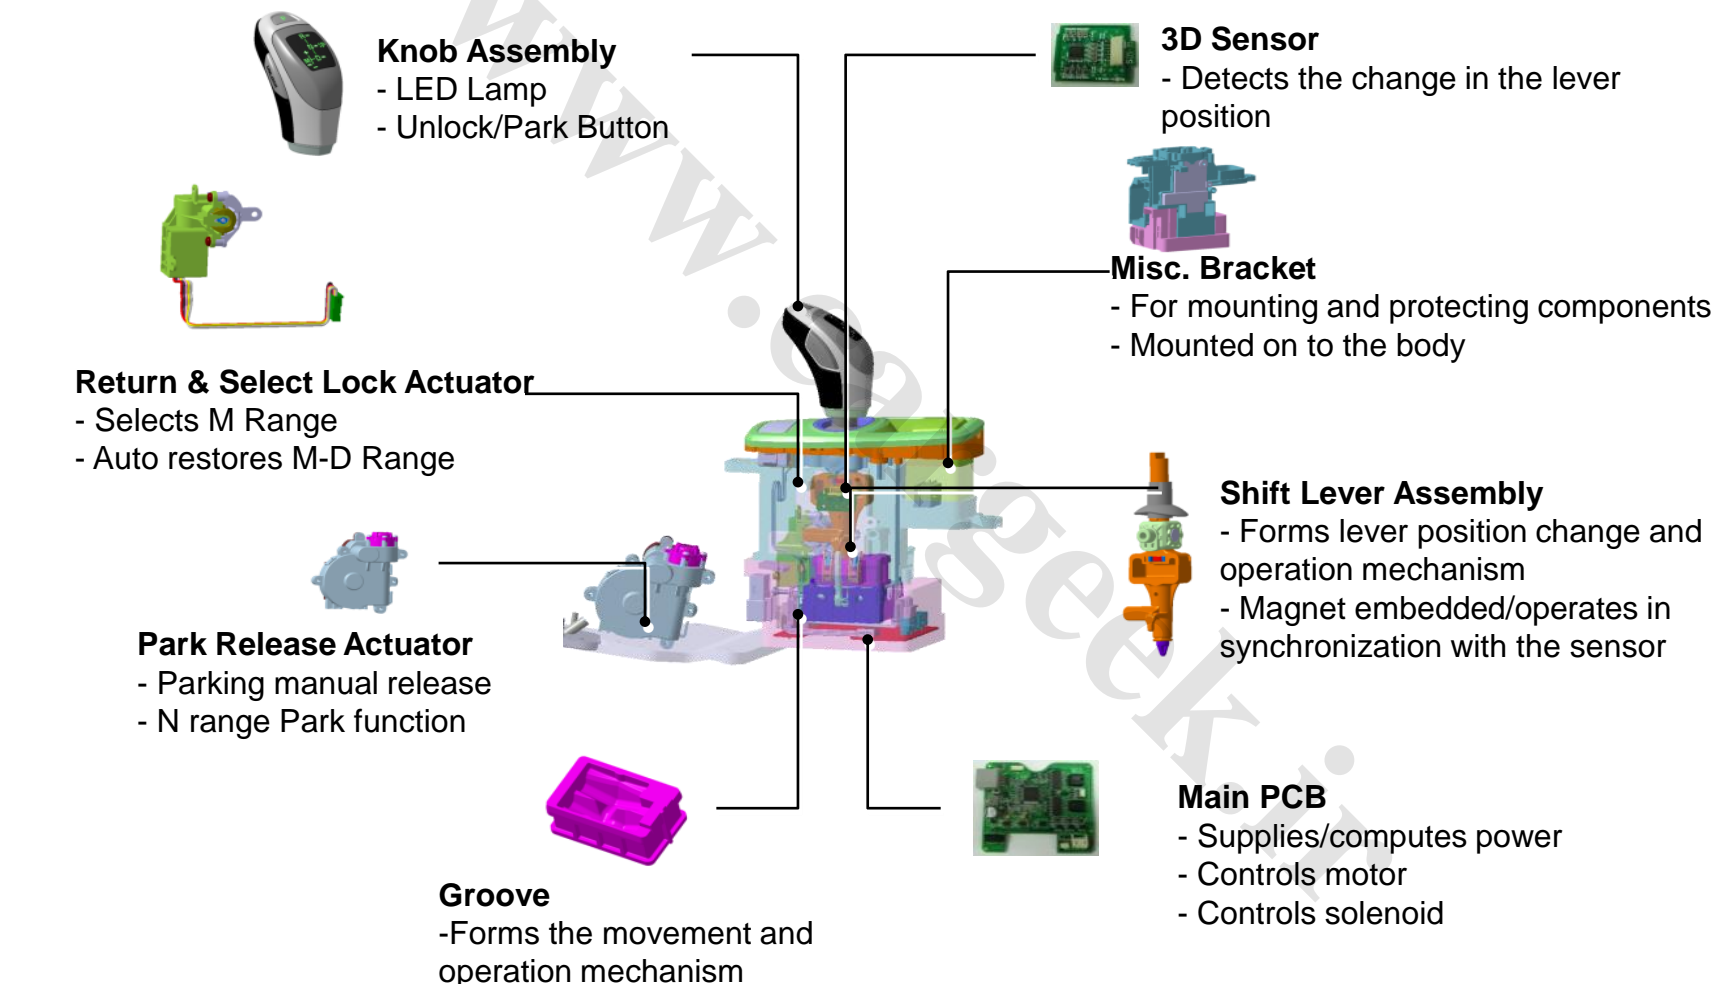 Knob Assembly
- LED Lamp
- Unlock/Park Button
3D Sensor
- Detects the change in the lever
position
Misc. Bracket
- For mounting and protecting components
- Mounted on to the body
Return & Select Lock Actuator
- Selects M Range
- Auto restores M-D Range
Shift Lever Assembly
- Forms lever position change and
operation mechanism
- Magnet embedded/operates in
synchronization with the sensor
Park Release Actuator
- Parking manual release
- N range Park function
Main PCB
- Supplies/computes power
- Controls motor
- Controls solenoid
Groove
-Forms the movement and
operation mechanism
www.cargeek.ir